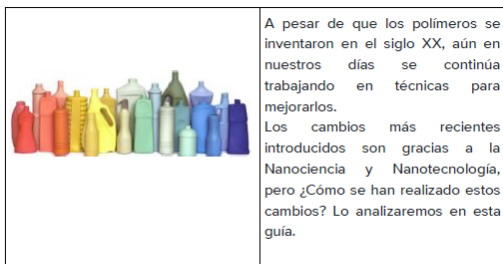 A pesar de que los polímeros se
inventaron en el siglo XX, aún en
nuestros días se continúa
trabajando en técnicas para
mejorarlos.
Los cambios más recientes
introducidos son gracias a la
Nanociencia y Nanotecnología,
pero ¿Cómo se han realizado estos
cambios? Lo analizaremos en esta
guía.